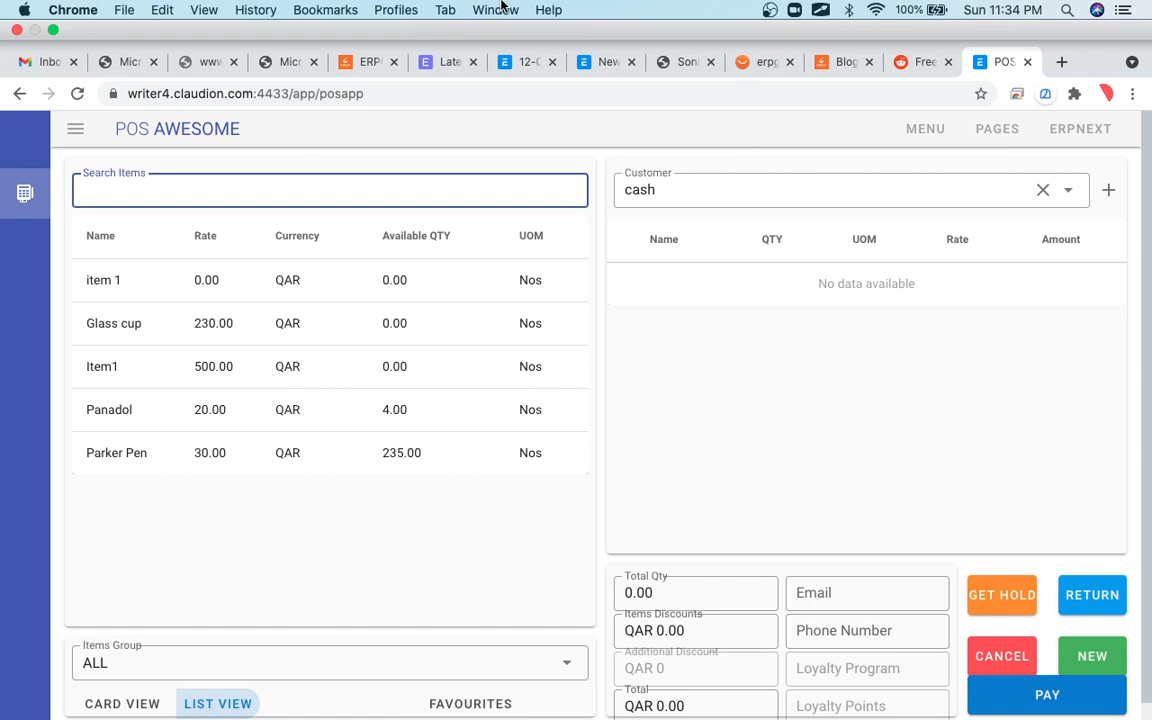 Chrome File Edit View History Bookmarks Profiles Tab Window Help 100% Sun 11:34 PM
Inbo Micr www Micr ERP Late 12-0 New Soni erpg Blog Free POS
writer4.claudion.com:4433/app/posapp
POS AWESOME MENU PAGES ERPNEXT
Search Items
Name Rate Currency Available QTY UOM
item 1 0.00 QAR 0.00 Nos
Glass cup 230.00 QAR 0.00 Nos
Item1 500.00 QAR 0.00 Nos
Panadol 20.00 QAR 4.00 Nos
Parker Pen 30.00 QAR 235.00 Nos
Items Group
ALL
CARD VIEW LIST VIEW FAVOURITES
Customer
cash
Name QTY UOM Rate Amount
No data available
Total Qty
0.00 Email
Items Discounts
QAR 0.00 Phone Number
Additional Discount
QAR 0 Loyalty Program
Total
QAR 0.00 Loyalty Points
GET HOLD RETURN
CANCEL NEW
PAY